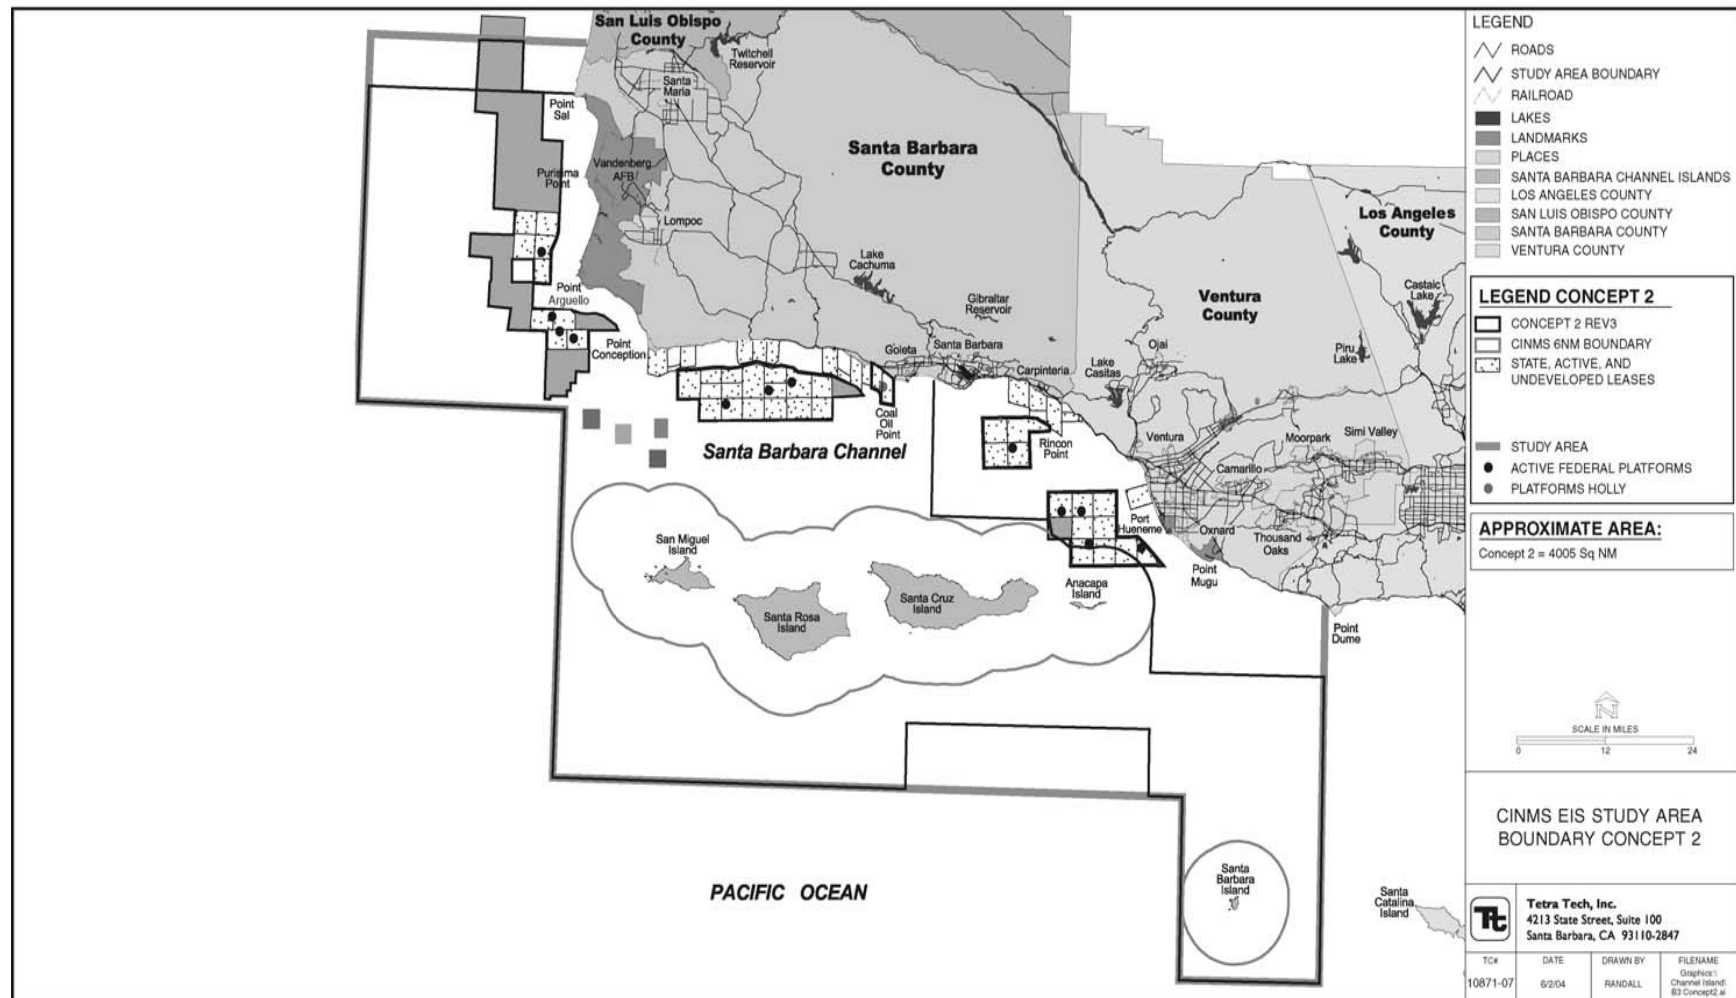 San Luis Obispo
County
Twitchell
Reservoir
Santa
Maria
Point
Sal
Vandenberg
AFB
Purisima
Point
Lompoc
Santa Barbara
County
Lake
Cachuma
Gibraltar
Reservoir
Point
Arguello
Point
Conception
Goleta
Santa Barbara
Carpinteria
Lake
Casitas
Ojai
Ventura
County
Los Angeles
County
Castaic
Lake
Piru
Lake
Coal
Oil
Point
Rincon
Point
Ventura
Moorpark
Simi Valley
Camarillo
Santa Barbara Channel
Port
Hueneme
Oxnard
Thousand
Oaks
Point
Mugu
San Miguel
Island
Santa Rosa
Island
Santa Cruz
Island
Anacapa
Island
Point
Dume
Santa
Barbara
Island
Santa
Catalina
Island
PACIFIC OCEAN
LEGEND
ROADS
STUDY AREA BOUNDARY
RAILROAD
LAKES
LANDMARKS
PLACES
SANTA BARBARA CHANNEL ISLANDS
LOS ANGELES COUNTY
SAN LUIS OBISPO COUNTY
SANTA BARBARA COUNTY
VENTURA COUNTY
LEGEND CONCEPT 2
CONCEPT 2 REV3
CINMS 6NM BOUNDARY
STATE, ACTIVE, AND
UNDEVELOPED LEASES
STUDY AREA
ACTIVE FEDERAL PLATFORMS
PLATFORMS HOLLY
APPROXIMATE AREA:
Concept 2 = 4005 Sq NM
N
SCALE IN MILES
0 12 24
CINMS EIS STUDY AREA
BOUNDARY CONCEPT 2
Tt
Tetra Tech, Inc.
4213 State Street, Suite 100
Santa Barbara, CA 93110-2847
TC# DATE DRAWN BY FILENAME
10871-07 6/2/04 RANDALL Graphics:\
Channel Island\
B3 Concept2.ai